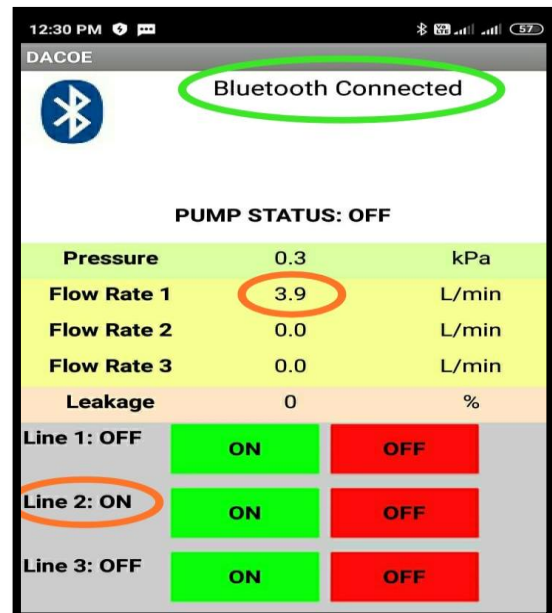 12:30 PM 57
DACOE
Bluetooth Connected
PUMP STATUS: OFF
Pressure 0.3 kPa
Flow Rate 1 3.9 L/min
Flow Rate 2 0.0 L/min
Flow Rate 3 0.0 L/min
Leakage 0 %
Line 1: OFF ON OFF
Line 2: ON ON OFF
Line 3: OFF ON OFF